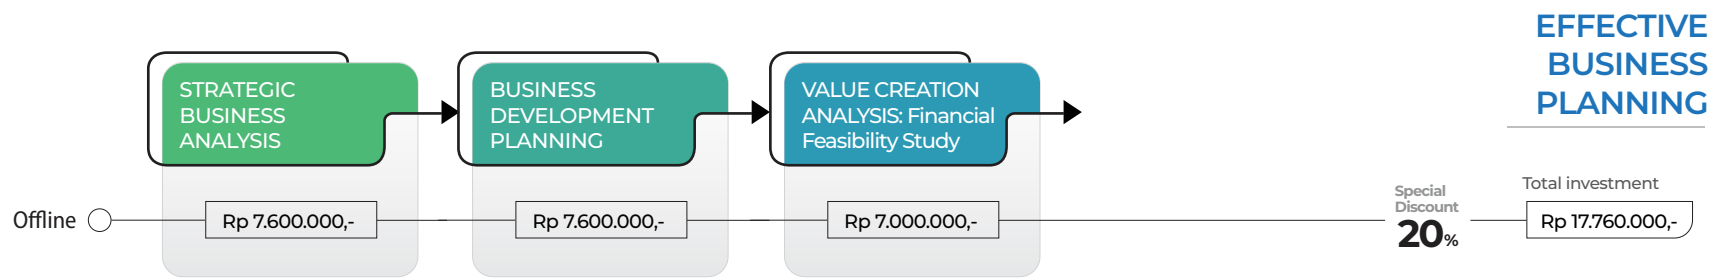 EFFECTIVE
BUSINESS
PLANNING
STRATEGIC
BUSINESS
ANALYSIS
BUSINESS
DEVELOPMENT
PLANNING
VALUE CREATION
ANALYSIS: Financial
Feasibility Study
Offline
Rp 7.600.000,-
Rp 7.600.000,-
Rp 7.000.000,-
Special
Discount
20%
Total investment
Rp 17.760.000,-